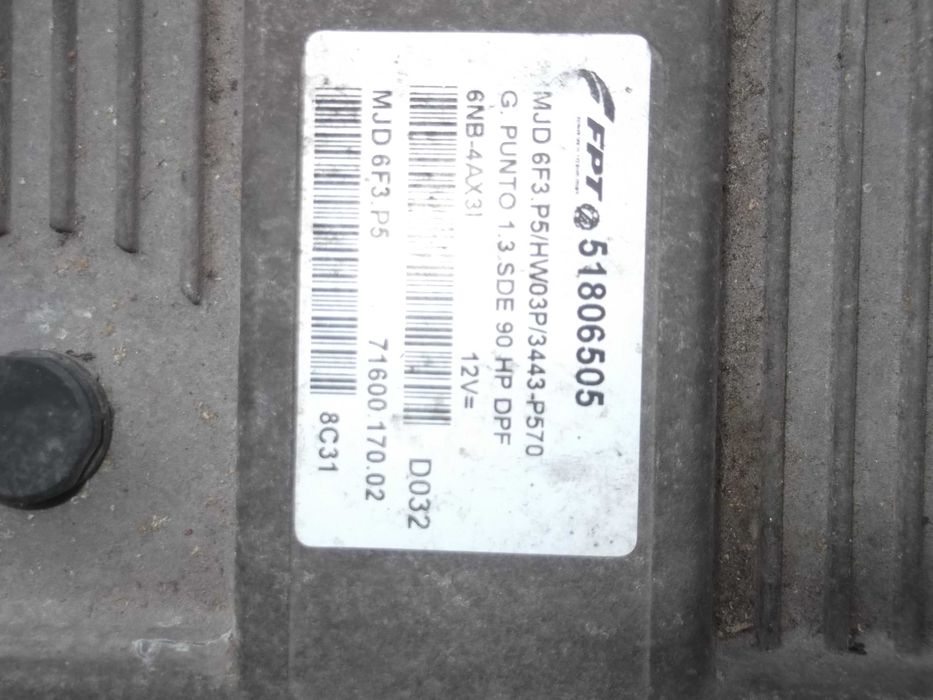 FPT 51806505
MJD 6F3.P5/HW03P/3443-P570
G. PUNTO 1.3 SDE 90 HP DPF
6NB-4AX3I 12V=
D032
MJD 6F3.P5 71600.170.02
8C31